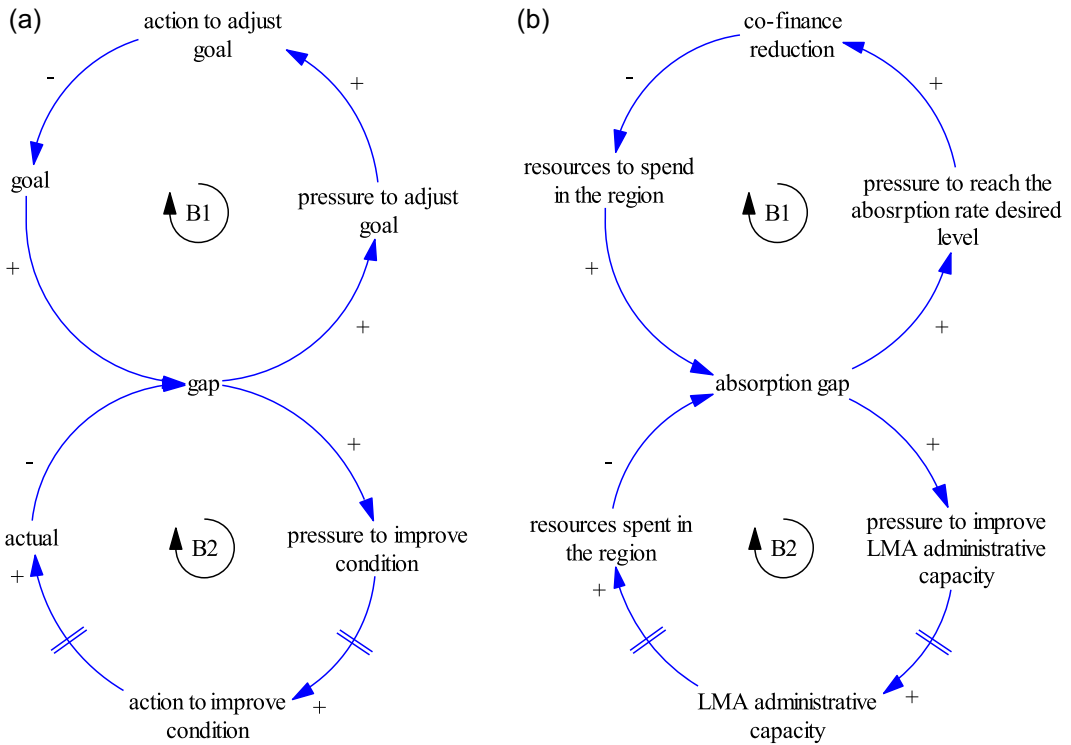 (a)
action to adjust
goal
-
+
goal
pressure to adjust
goal
B1
+
+
gap
-
+
actual
pressure to improve
condition
B2
+
action to improve
condition
+
(b)
co-finance
reduction
-
+
resources to spend
in the region
pressure to reach the
abosrption rate desired
level
B1
+
+
absorption gap
-
+
resources spent in
the region
pressure to improve
LMA administrative
capacity
B2
+
LMA administrative
capacity
+